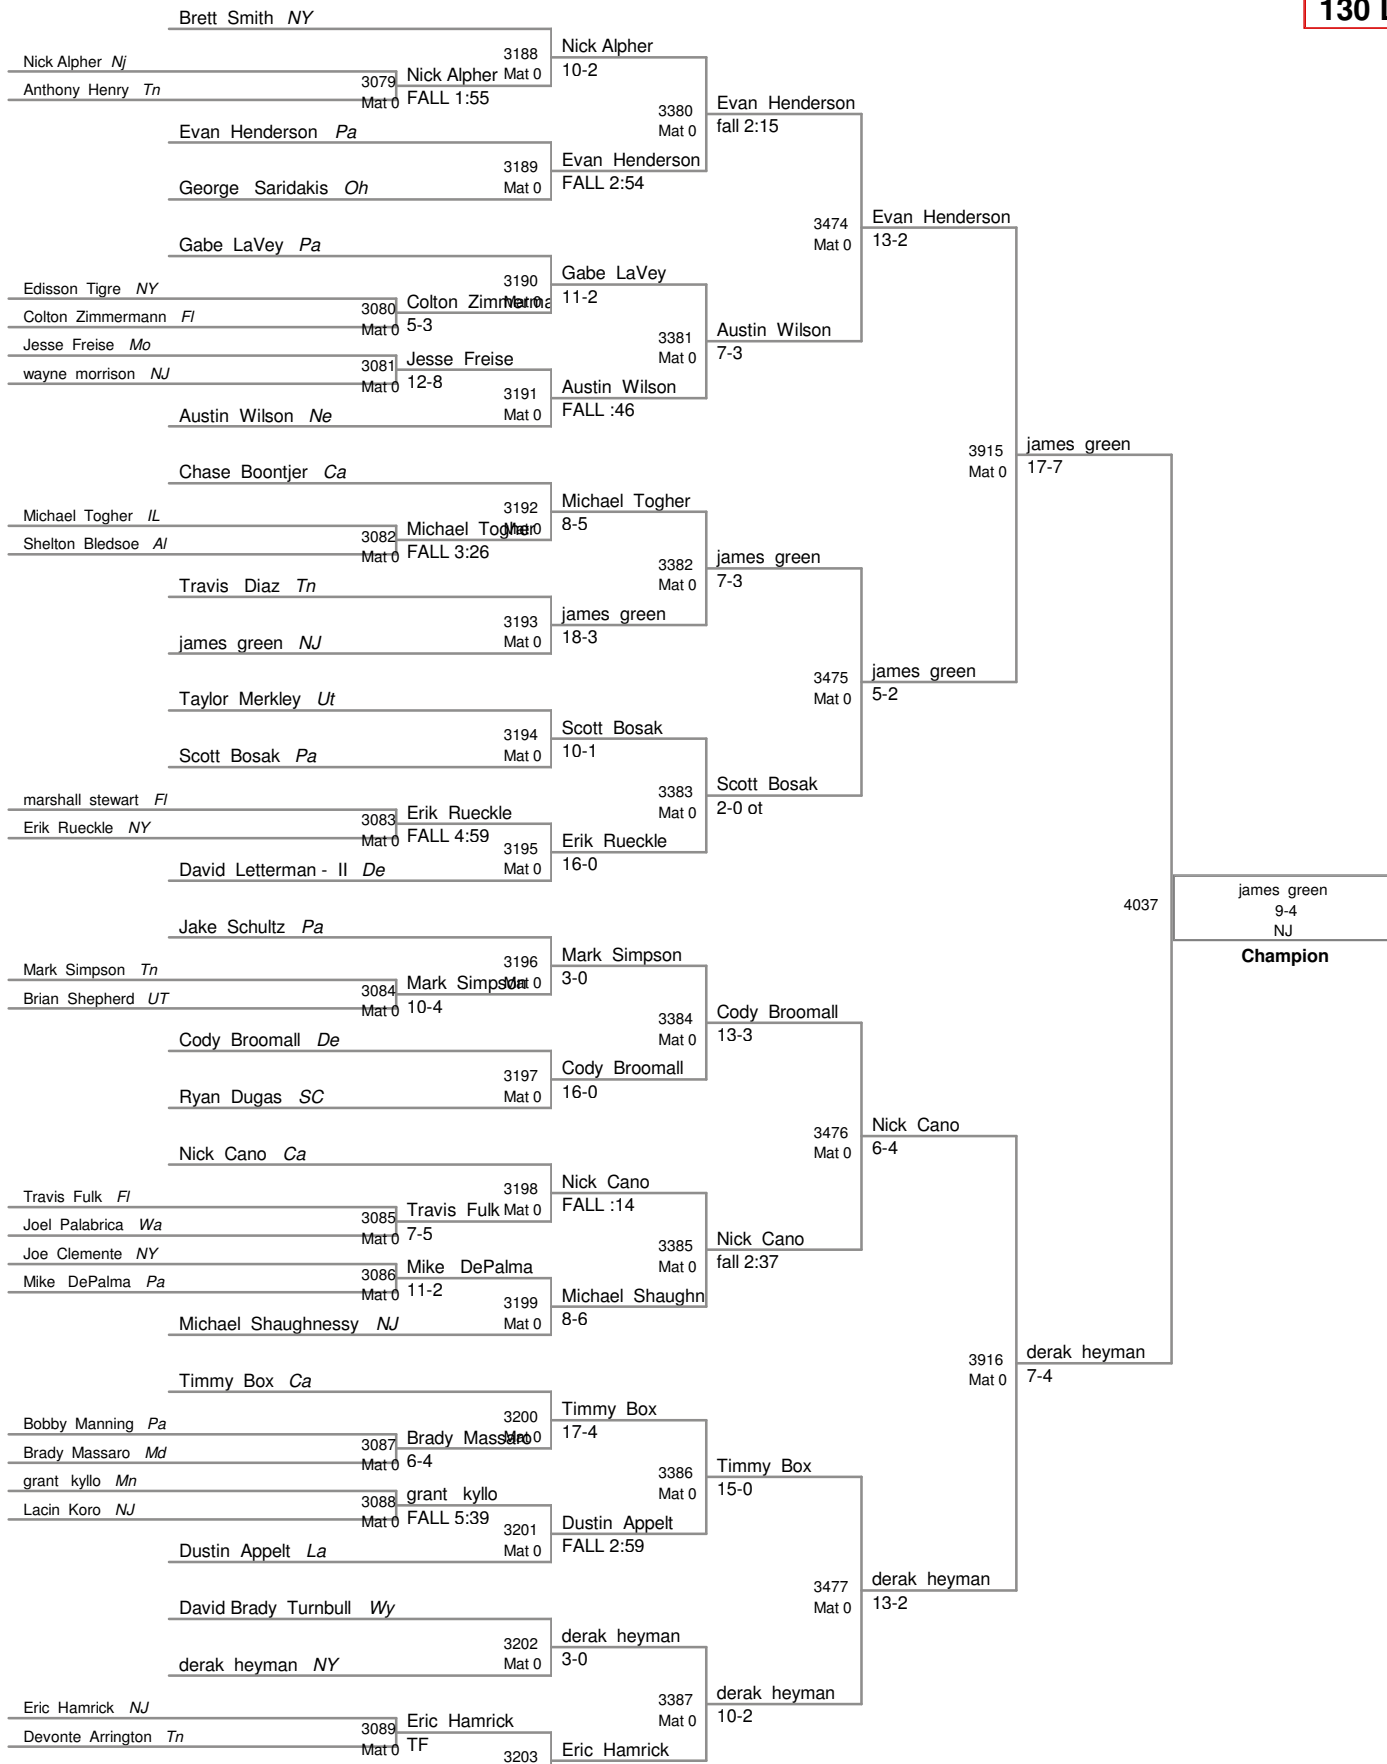 130 l
Brett Smith NY
Nick Alpher Nj
Anthony Henry Tn
3079
Mat 0
Nick Alpher
FALL 1:55
3188
Mat 0
Nick Alpher
10-2
Evan Henderson Pa
George Saridakis Oh
3189
Mat 0
Evan Henderson
FALL 2:54
3380
Mat 0
Evan Henderson
fall 2:15
Gabe LaVey Pa
Edisson Tigre NY
Colton Zimmermann Fl
3080
Mat 0
Colton Zimmerma
5-3
3190
Mat 0
Gabe LaVey
11-2
Jesse Freise Mo
wayne morrison NJ
3081
Mat 0
Jesse Freise
12-8
Austin Wilson Ne
3191
Mat 0
Austin Wilson
FALL :46
3381
Mat 0
Austin Wilson
7-3
3474
Mat 0
Evan Henderson
13-2
Chase Boontjer Ca
Michael Togher IL
Shelton Bledsoe Al
3082
Mat 0
Michael Togher
FALL 3:26
3192
Mat 0
Michael Togher
8-5
Travis Diaz Tn
james green NJ
3193
Mat 0
james green
18-3
3382
Mat 0
james green
7-3
Taylor Merkley Ut
Scott Bosak Pa
3194
Mat 0
Scott Bosak
10-1
marshall stewart Fl
Erik Rueckle NY
3083
Mat 0
Erik Rueckle
FALL 4:59
David Letterman - II De
3195
Mat 0
Erik Rueckle
16-0
3383
Mat 0
Scott Bosak
2-0 ot
3475
Mat 0
james green
5-2
3915
Mat 0
james green
17-7
Jake Schultz Pa
Mark Simpson Tn
Brian Shepherd UT
3084
Mat 0
Mark Simpson
10-4
3196
Mat 0
Mark Simpson
3-0
Cody Broomall De
Ryan Dugas SC
3197
Mat 0
Cody Broomall
16-0
3384
Mat 0
Cody Broomall
13-3
Nick Cano Ca
Travis Fulk Fl
Joel Palabrica Wa
3085
Mat 0
Travis Fulk
7-5
3198
Mat 0
Nick Cano
FALL :14
Joe Clemente NY
Mike DePalma Pa
3086
Mat 0
Mike DePalma
11-2
Michael Shaughnessy NJ
3199
Mat 0
Michael Shaughn
8-6
3385
Mat 0
Nick Cano
fall 2:37
3476
Mat 0
Nick Cano
6-4
Timmy Box Ca
Bobby Manning Pa
Brady Massaro Md
3087
Mat 0
Brady Massaro
6-4
3200
Mat 0
Timmy Box
17-4
grant kyllo Mn
Lacin Koro NJ
3088
Mat 0
grant kyllo
FALL 5:39
Dustin Appelt La
3201
Mat 0
Dustin Appelt
FALL 2:59
3386
Mat 0
Timmy Box
15-0
David Brady Turnbull Wy
derak heyman NY
3202
Mat 0
derak heyman
3-0
Eric Hamrick NJ
Devonte Arrington Tn
3089
Mat 0
Eric Hamrick
TF
3203
Eric Hamrick
3387
Mat 0
derak heyman
10-2
3477
Mat 0
derak heyman
13-2
3916
Mat 0
derak heyman
7-4
4037
james green
9-4
NJ
Champion